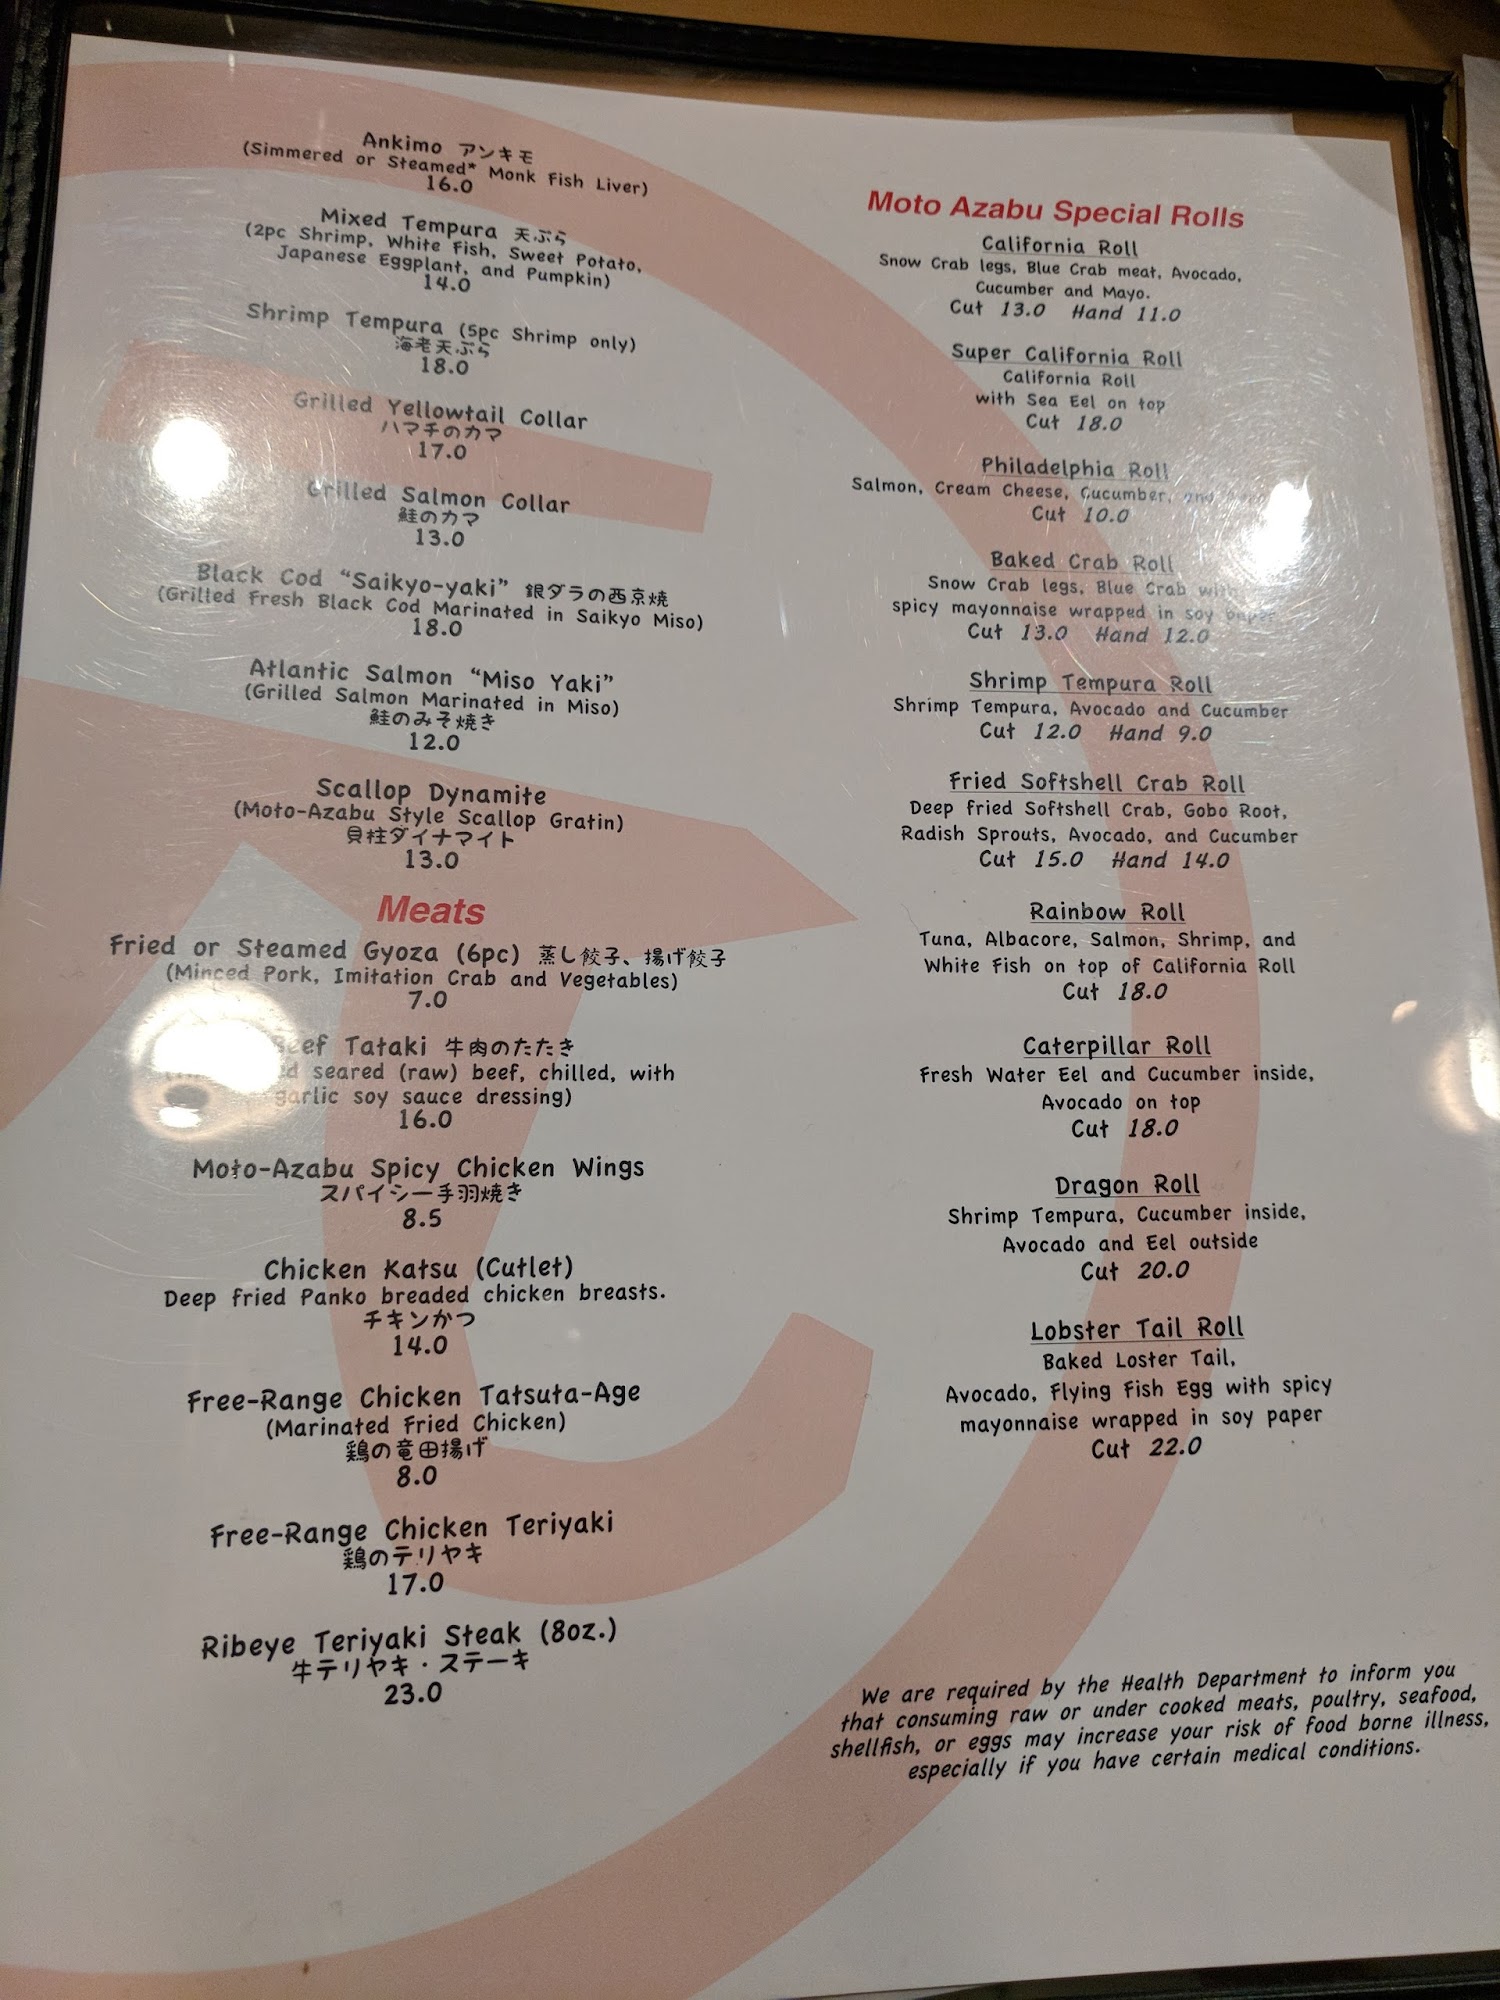 Ankimo アンキモ
(Simmered or Steamed* Monk Fish Liver)
16.0
Mixed Tempura 天ぷら
(2pc Shrimp, White Fish, Sweet Potato,
Japanese Eggplant, and Pumpkin)
14.0
Shrimp Tempura (5pc Shrimp only)
海老天ぷら
18.0
Grilled Yellowtail Collar
ハマチのカマ
17.0
Grilled Salmon Collar
鮭のカマ
13.0
Black Cod “Saikyo-yaki” 銀ダラの西京焼
(Grilled Fresh Black Cod Marinated in Saikyo Miso)
18.0
Atlantic Salmon “Miso Yaki”
(Grilled Salmon Marinated in Miso)
鮭のみそ焼き
12.0
Scallop Dynamite
(Moto-Azabu Style Scallop Gratin)
貝柱ダイナマイト
13.0
Meats
Fried or Steamed Gyoza (6pc) 蒸し餃子、揚げ餃子
(Minced Pork, Imitation Crab and Vegetables)
7.0
Beef Tataki 牛肉のたたき
seared (raw) beef, chilled, with
garlic soy sauce dressing)
16.0
Moto-Azabu Spicy Chicken Wings
スパイシー手羽焼き
8.5
Chicken Katsu (Cutlet)
Deep fried Panko breaded chicken breasts.
チキンかつ
14.0
Free-Range Chicken Tatsuta-Age
(Marinated Fried Chicken)
鶏の竜田揚げ
8.0
Free-Range Chicken Teriyaki
鶏のテリヤキ
17.0
Ribeye Teriyaki Steak (8oz.)
牛テリヤキ・ステーキ
23.0
Moto Azabu Special Rolls
California Roll
Snow Crab legs, Blue Crab meat, Avocado,
Cucumber and Mayo.
Cut 13.0 Hand 11.0
Super California Roll
California Roll
with Sea Eel on top
Cut 18.0
Philadelphia Roll
Salmon, Cream Cheese, Cucumber, and
Cut 10.0
Baked Crab Roll
Snow Crab legs, Blue Crab with
spicy mayonnaise wrapped in soy paper
Cut 13.0 Hand 12.0
Shrimp Tempura Roll
Shrimp Tempura, Avocado and Cucumber
Cut 12.0 Hand 9.0
Fried Softshell Crab Roll
Deep fried Softshell Crab, Gobo Root,
Radish Sprouts, Avocado, and Cucumber
Cut 15.0 Hand 14.0
Rainbow Roll
Tuna, Albacore, Salmon, Shrimp, and
White Fish on top of California Roll
Cut 18.0
Caterpillar Roll
Fresh Water Eel and Cucumber inside,
Avocado on top
Cut 18.0
Dragon Roll
Shrimp Tempura, Cucumber inside,
Avocado and Eel outside
Cut 20.0
Lobster Tail Roll
Baked Loster Tail,
Avocado, Flying Fish Egg with spicy
mayonnaise wrapped in soy paper
Cut 22.0
We are required by the Health Department to inform you
that consuming raw or under cooked meats, poultry, seafood,
shellfish, or eggs may increase your risk of food borne illness,
especially if you have certain medical conditions.